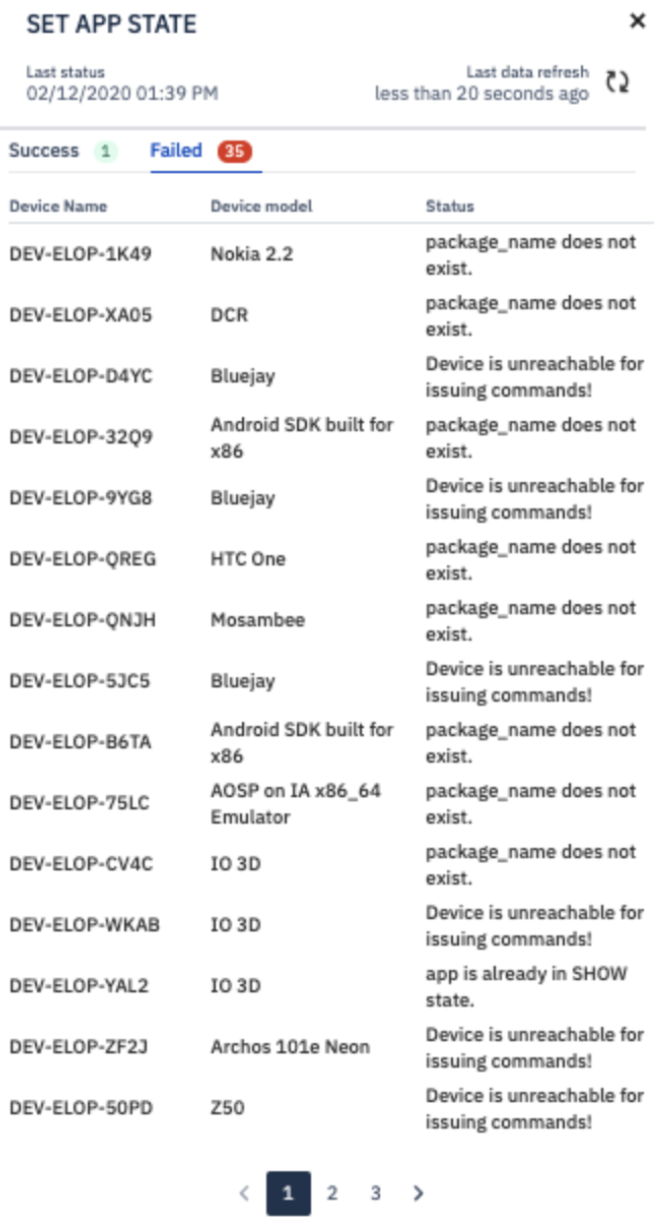 SET APP STATE
Last status
02/12/2020 01:39 PM
Last data refresh
less than 20 seconds ago
Success 1 Failed 35
Device Name Device model Status
DEV-ELOP-1K49 Nokia 2.2 package_name does not
exist.
DEV-ELOP-XA05 DCR package_name does not
exist.
DEV-ELOP-D4YC Bluejay Device is unreachable for
issuing commands!
DEV-ELOP-32Q9 Android SDK built for
x86 package_name does not
exist.
DEV-ELOP-9YG8 Bluejay Device is unreachable for
issuing commands!
DEV-ELOP-QREG HTC One package_name does not
exist.
DEV-ELOP-QNJH Mosambee package_name does not
exist.
DEV-ELOP-5JC5 Bluejay Device is unreachable for
issuing commands!
DEV-ELOP-B6TA Android SDK built for
x86 package_name does not
exist.
DEV-ELOP-75LC AOSP on IA x86_64
Emulator package_name does not
exist.
DEV-ELOP-CV4C IO 3D package_name does not
exist.
DEV-ELOP-WKAB IO 3D Device is unreachable for
issuing commands!
DEV-ELOP-YAL2 IO 3D app is already in SHOW
state.
DEV-ELOP-ZF2J Archos 101e Neon Device is unreachable for
issuing commands!
DEV-ELOP-50PD Z50 Device is unreachable for
issuing commands!
1 2 3